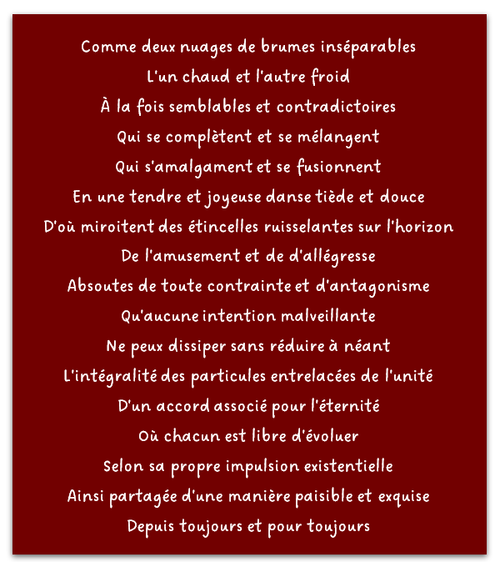 Comme deux nuages de brumes inséparables
L'un chaud et l'autre froid
À la fois semblables et contradictoires
Qui se complètent et se mélangent
Qui s'amalgament et se fusionnent
En une tendre et joyeuse danse tiède et douce
D'où miroitent des étincelles ruisselantes sur l'horizon
De l'amusement et de d'allégresse
Absoutes de toute contrainte et d'antagonisme
Qu'aucune intention malveillante
Ne peux dissiper sans réduire à néant
L'intégralité des particules entrelacées de l'unité
D'un accord associé pour l'éternité
Où chacun est libre d'évoluer
Selon sa propre impulsion existentielle
Ainsi partagée d'une manière paisible et exquise
Depuis toujours et pour toujours